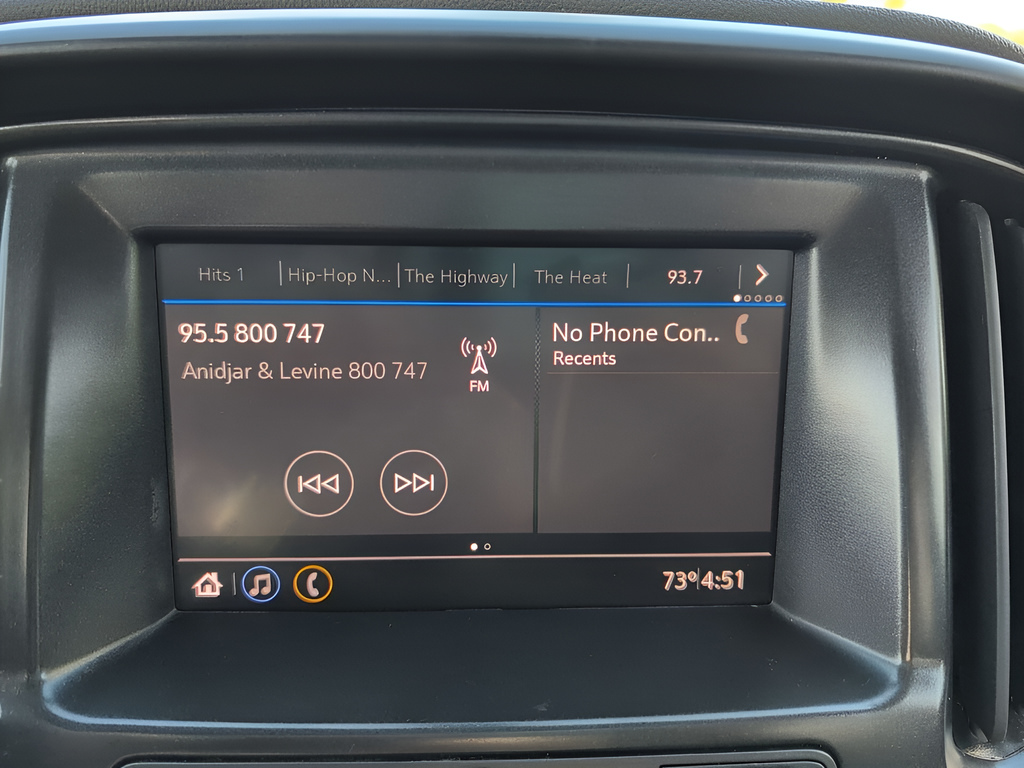 Hits 1 Hip-Hop N... The Highway The Heat 93.7
95.5 800 747
Anidjar & Levine 800 747
FM
No Phone Con..
Recents
73° 4:51